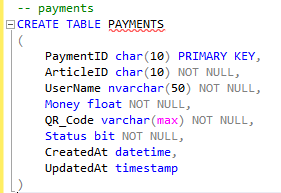 -- payments
CREATE TABLE PAYMENTS
(
PaymentID char(10) PRIMARY KEY,
ArticleID char(10) NOT NULL,
UserName nvarchar(50) NOT NULL,
Money float NOT NULL,
QR_Code varchar(max) NOT NULL,
Status bit NOT NULL,
CreatedAt datetime,
UpdatedAt timestamp
)